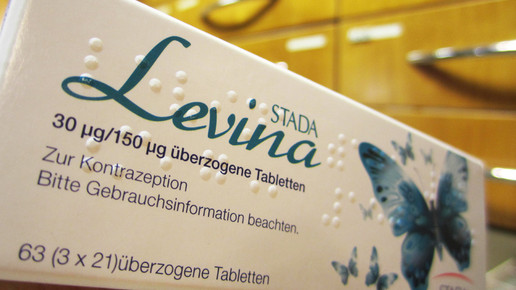 Levina
STADA
30 µg/150 µg überzogene Tabletten
Zur Kontrazeption
Bitte Gebrauchsinformation beachten.
63 (3 x 21)überzogene Tabletten